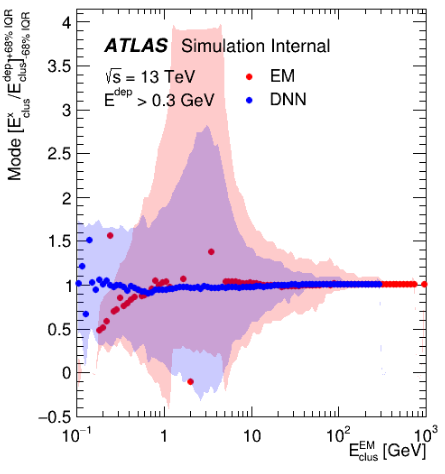 Mode [E^x_clus/E^dep_clus]^+68% IQR_-68% IQR
ATLAS Simulation Internal
√s = 13 TeV
E^dep > 0.3 GeV
EM
DNN
4
3.5
3
2.5
2
1.5
1
0.5
0
−0.5
10^−1 1 10 10^2 10^3
E^EM_clus [GeV]